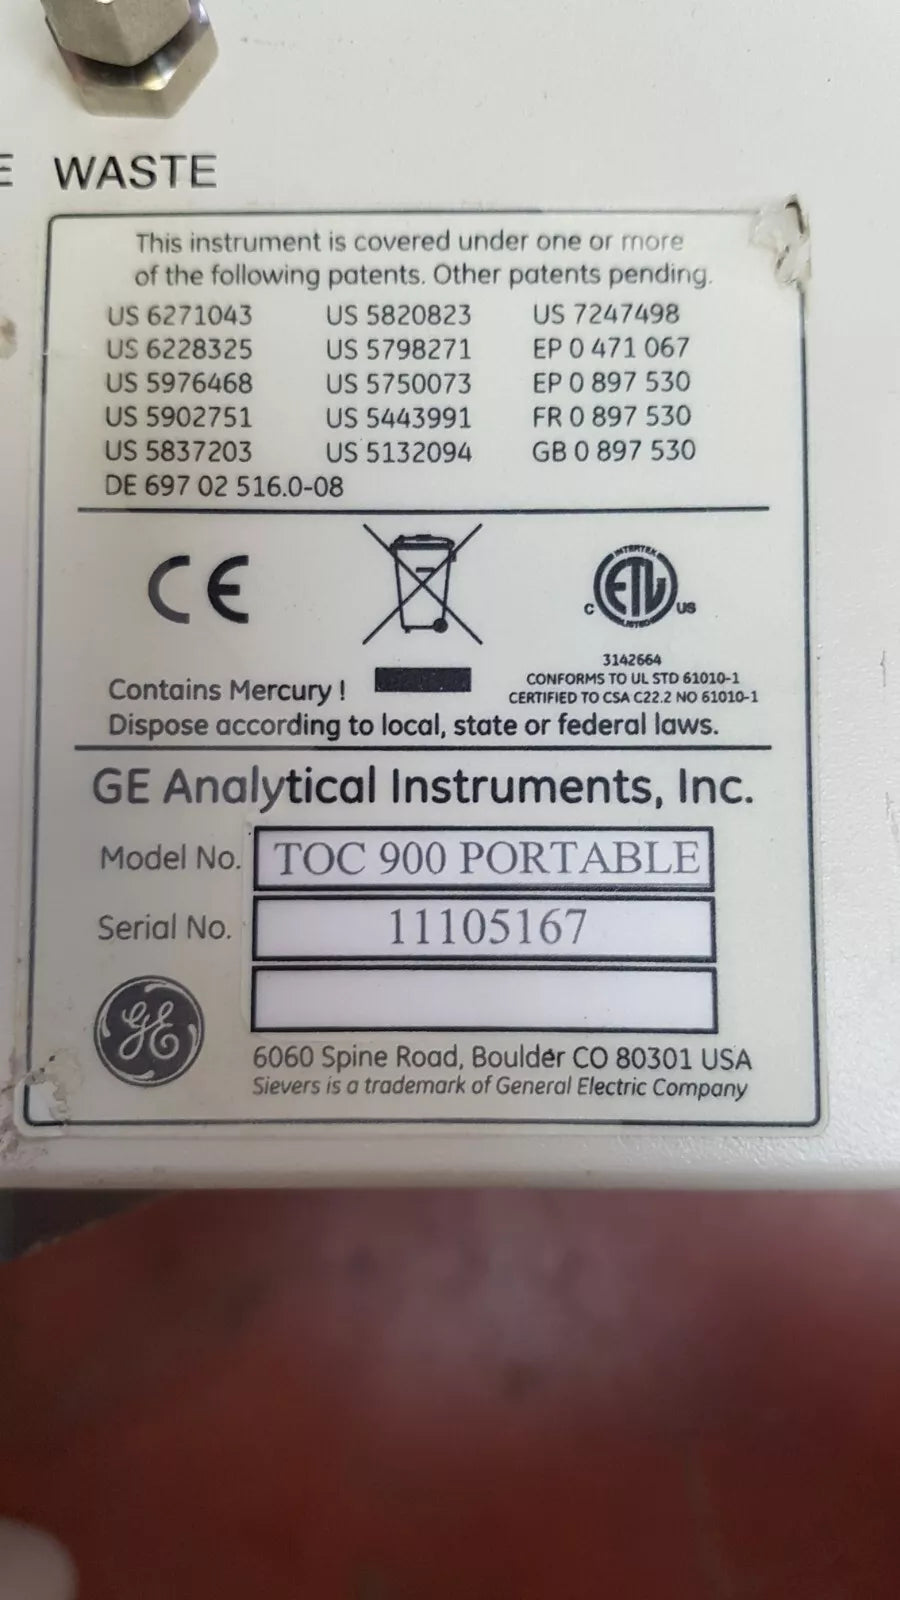 E WASTE
This instrument is covered under one or more
of the following patents. Other patents pending.
US 6271043 US 5820823 US 7247498
US 6228325 US 5798271 EP 0 471 067
US 5976468 US 5750073 EP 0 897 530
US 5902751 US 5443991 FR 0 897 530
US 5837203 US 5132094 GB 0 897 530
DE 697 02 516.0-08
CE
INTERTEK
C ETL US
LISTED
3142664
CONFORMS TO UL STD 61010-1
Contains Mercury ! CERTIFIED TO CSA C22.2 NO 61010-1
Dispose according to local, state or federal laws.
GE Analytical Instruments, Inc.
Model No. TOC 900 PORTABLE
Serial No. 11105167
GE
6060 Spine Road, Boulder CO 80301 USA
Sievers is a trademark of General Electric Company